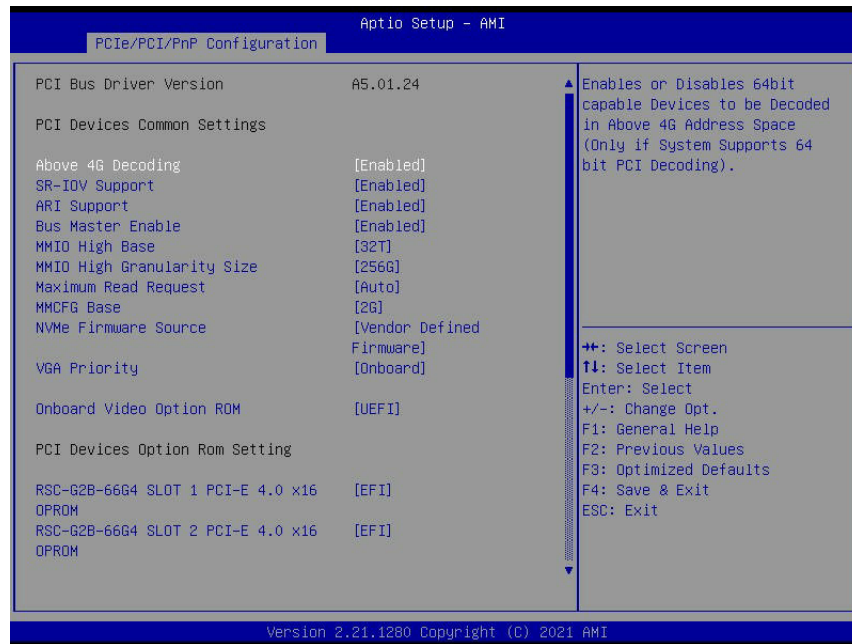 Aptio Setup - AMI
PCIe/PCI/PnP Configuration
PCI Bus Driver Version A5.01.24
PCI Devices Common Settings
Above 4G Decoding [Enabled]
SR-IOV Support [Enabled]
ARI Support [Enabled]
Bus Master Enable [Enabled]
MMIO High Base [32T]
MMIO High Granularity Size [256G]
Maximum Read Request [Auto]
MMCFG Base [2G]
NVMe Firmware Source [Vendor Defined
Firmware]
VGA Priority [Onboard]
Onboard Video Option ROM [UEFI]
PCI Devices Option Rom Setting
RSC-G2B-66G4 SLOT 1 PCI-E 4.0 x16 [EFI]
OPROM
RSC-G2B-66G4 SLOT 2 PCI-E 4.0 x16 [EFI]
OPROM
Enables or Disables 64bit
capable Devices to be Decoded
in Above 4G Address Space
(Only if System Supports 64
bit PCI Decoding).
→←: Select Screen
↑↓: Select Item
Enter: Select
+/-: Change Opt.
F1: General Help
F2: Previous Values
F3: Optimized Defaults
F4: Save & Exit
ESC: Exit
Version 2.21.1280 Copyright (C) 2021 AMI